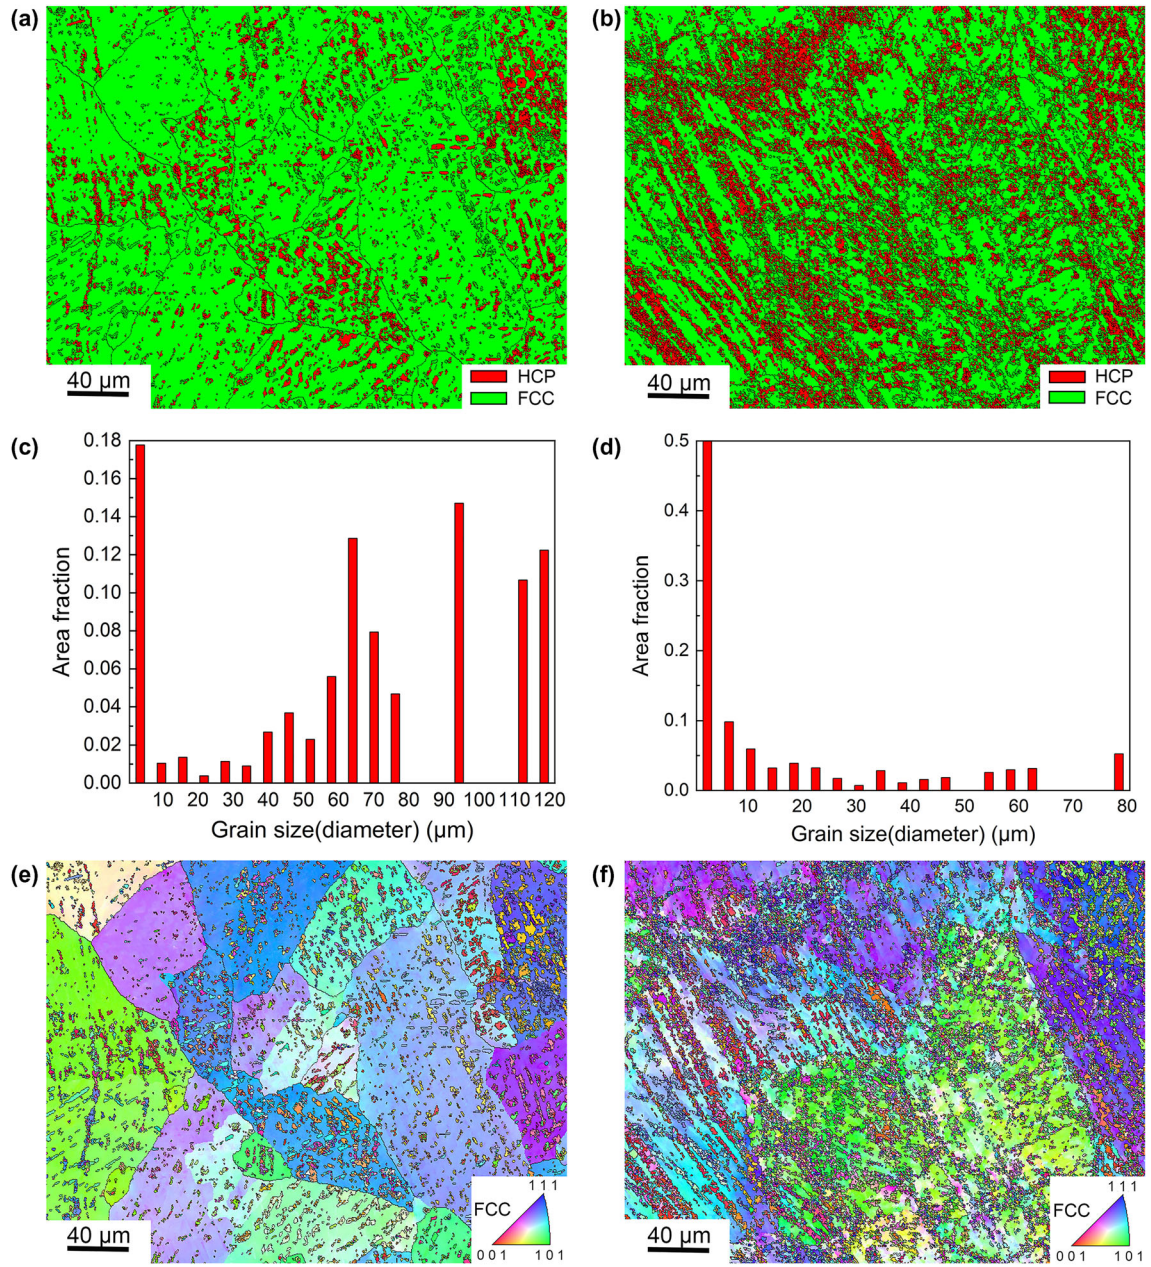 (a)
40 µm
HCP
FCC
(b)
40 µm
HCP
FCC
(c)
0.18
0.16
0.14
0.12
0.10
0.08
0.06
0.04
0.02
0.00
Area fraction
10 20 30 40 50 60 70 80 90 100 110 120
Grain size(diameter) (µm)
(d)
0.5
0.4
0.3
0.2
0.1
0.0
Area fraction
10 20 30 40 50 60 70 80
Grain size(diameter) (µm)
(e)
40 µm
FCC
1 1 1
0 0 1
1 0 1
(f)
40 µm
FCC
1 1 1
0 0 1
1 0 1